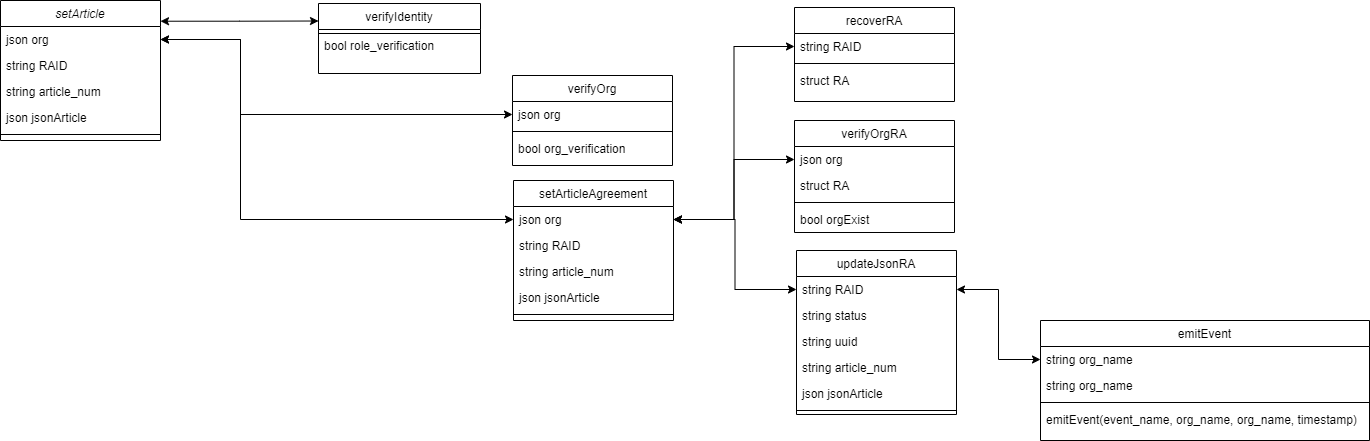 setArticle
json org
string RAID
string article_num
json jsonArticle
verifyIdentity
bool role_verification
verifyOrg
json org
bool org_verification
setArticleAgreement
json org
string RAID
string article_num
json jsonArticle
recoverRA
string RAID
struct RA
verifyOrgRA
json org
struct RA
bool orgExist
updateJsonRA
string RAID
string status
string uuid
string article_num
json jsonArticle
emitEvent
string org_name
string org_name
emitEvent(event_name, org_name, org_name, timestamp)